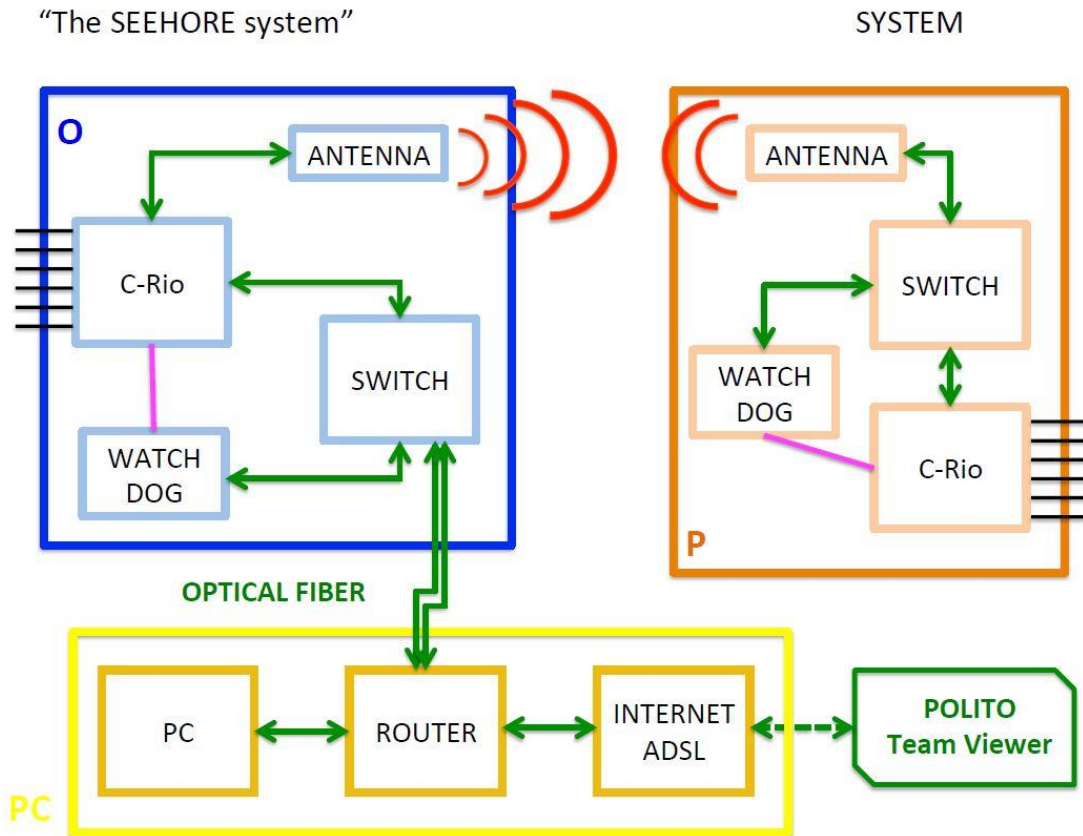 “The SEEHORE system”
SYSTEM
O
ANTENNA
C-Rio
SWITCH
WATCH
DOG
ANTENNA
SWITCH
WATCH
DOG
C-Rio
P
OPTICAL FIBER
PC
ROUTER
INTERNET
ADSL
POLITO
Team Viewer
PC